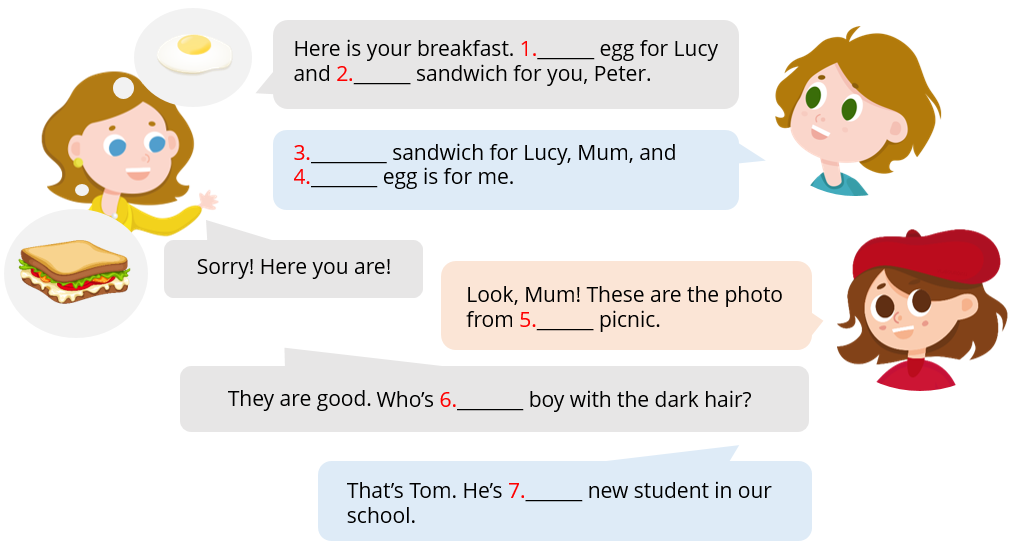 Here is your breakfast. 1.______ egg for Lucy
and 2.______ sandwich for you, Peter.
3.________ sandwich for Lucy, Mum, and
4._______ egg is for me.
Sorry! Here you are!
Look, Mum! These are the photo
from 5.______ picnic.
They are good. Who’s 6._______ boy with the dark hair?
That’s Tom. He’s 7.______ new student in our
school.